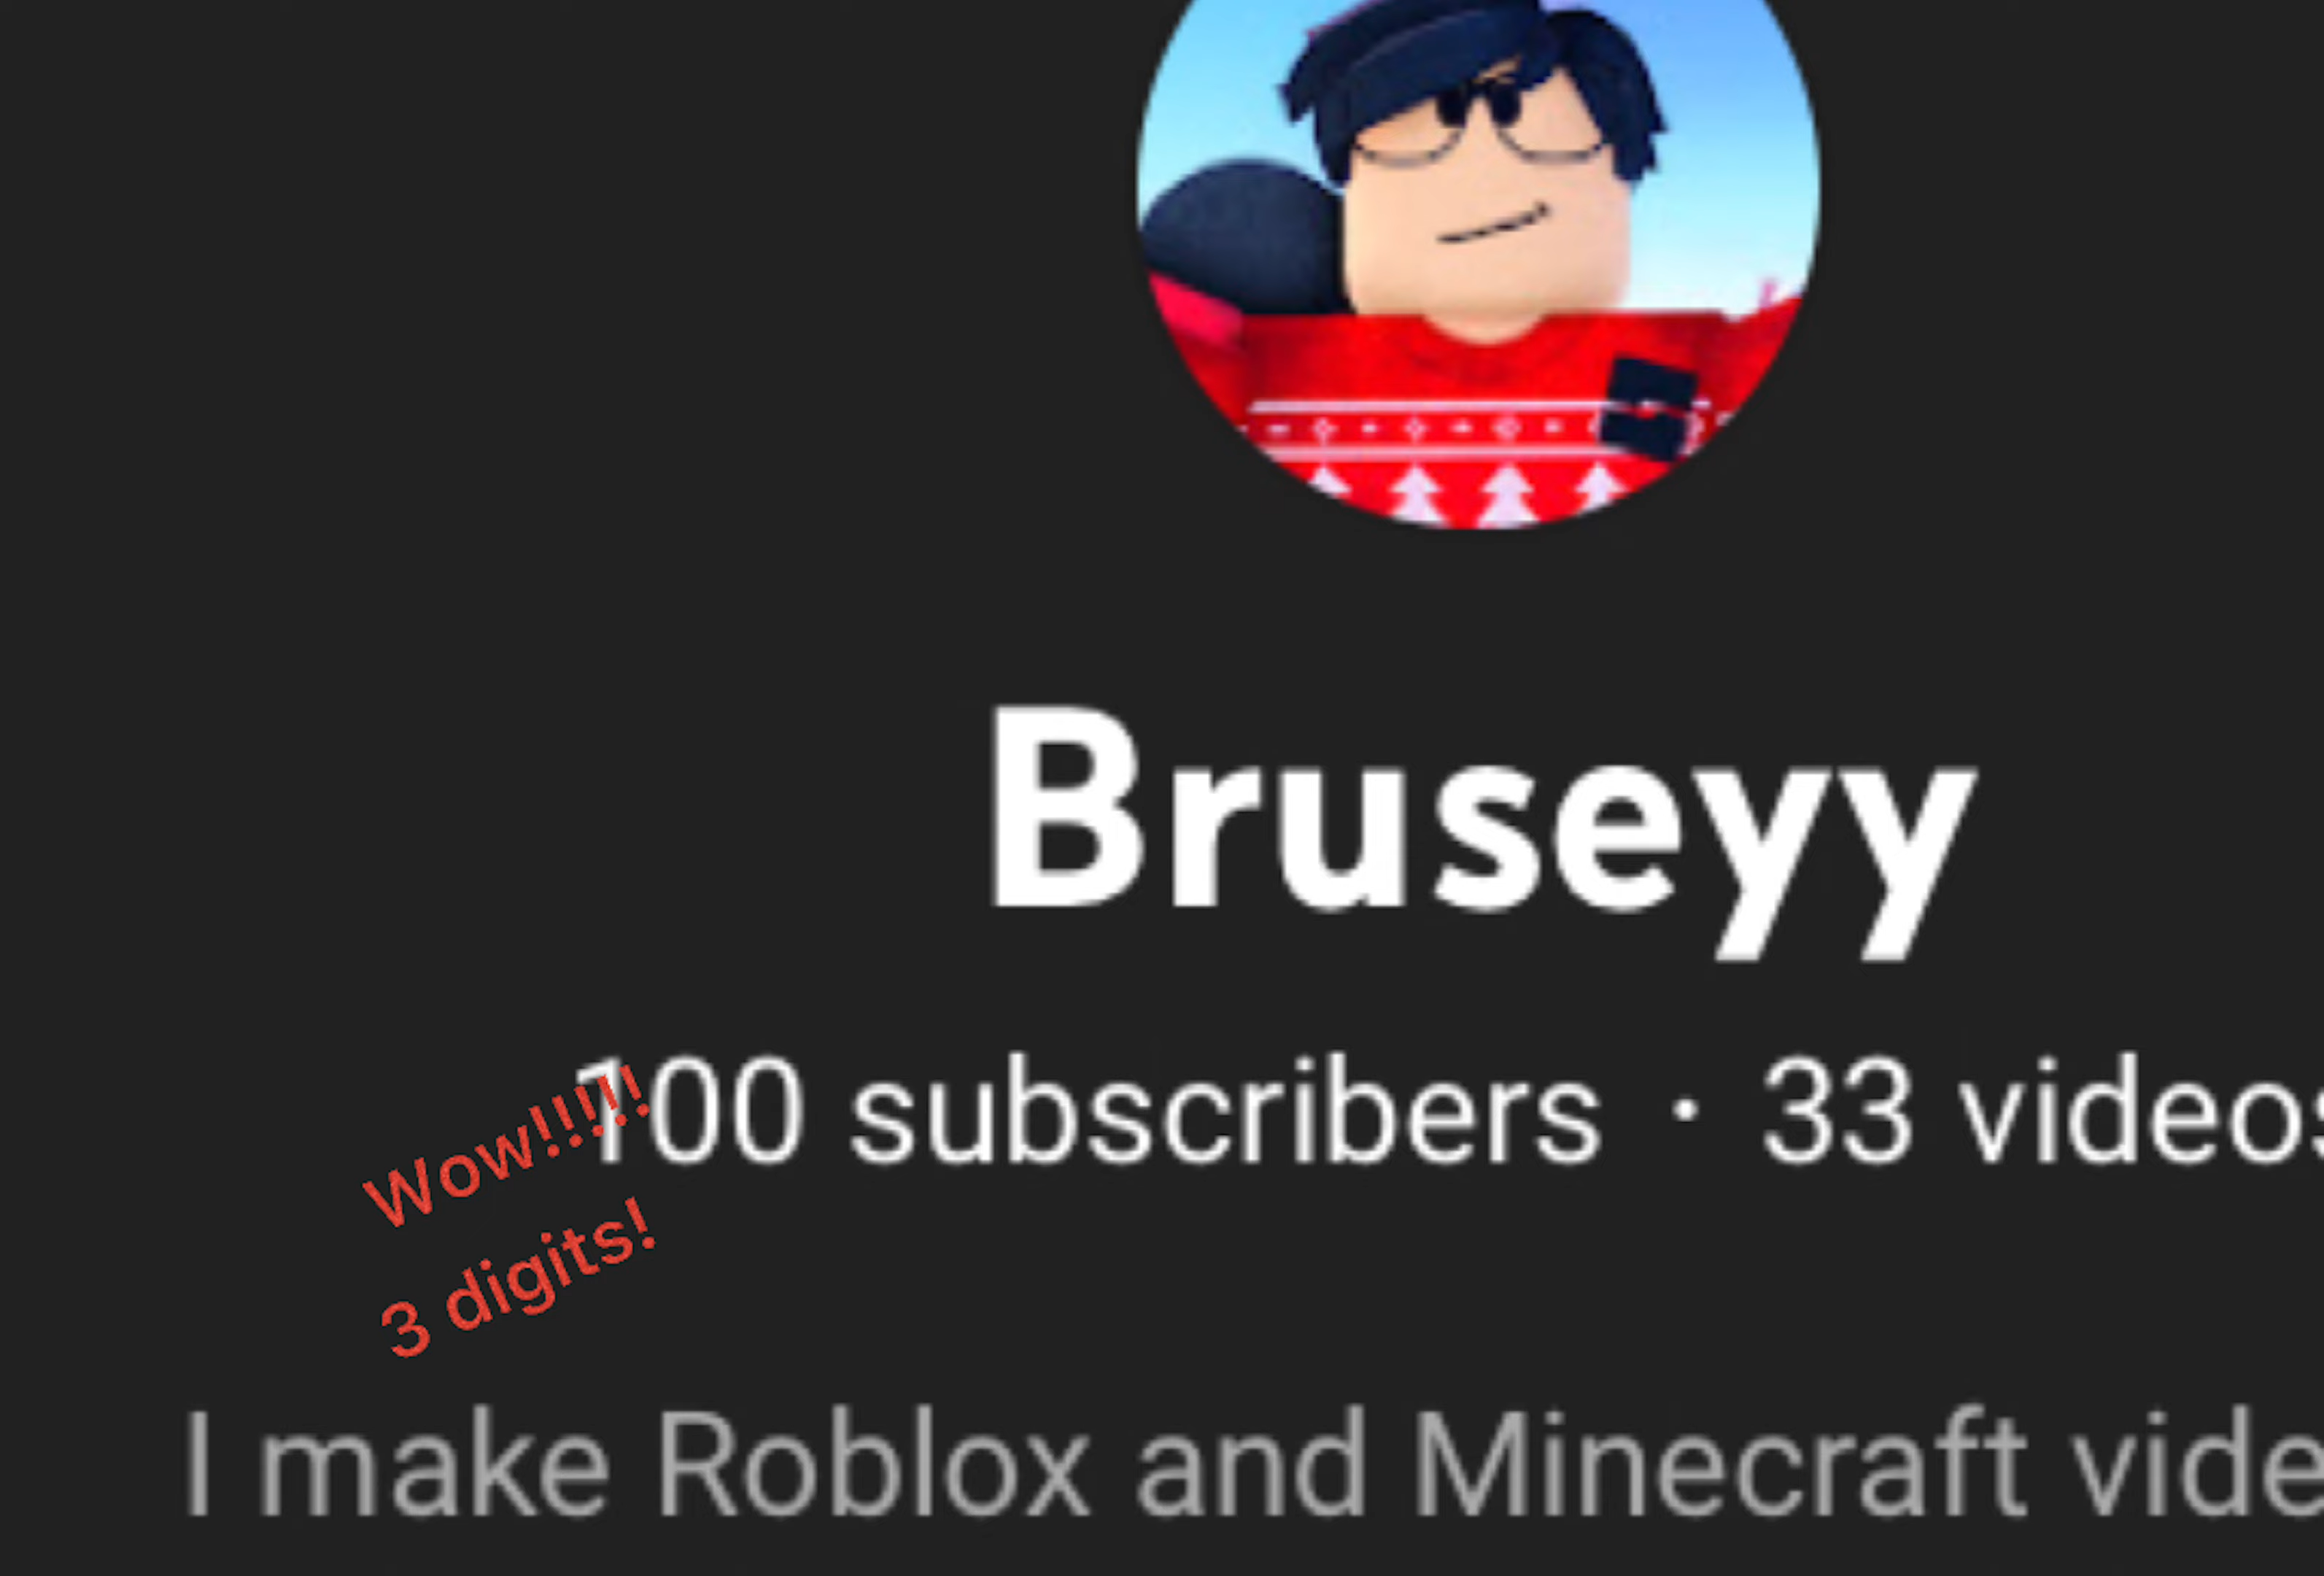 Bruseyy
100 subscribers · 33 videos
Wow!!!!!
3 digits!
I make Roblox and Minecraft vide